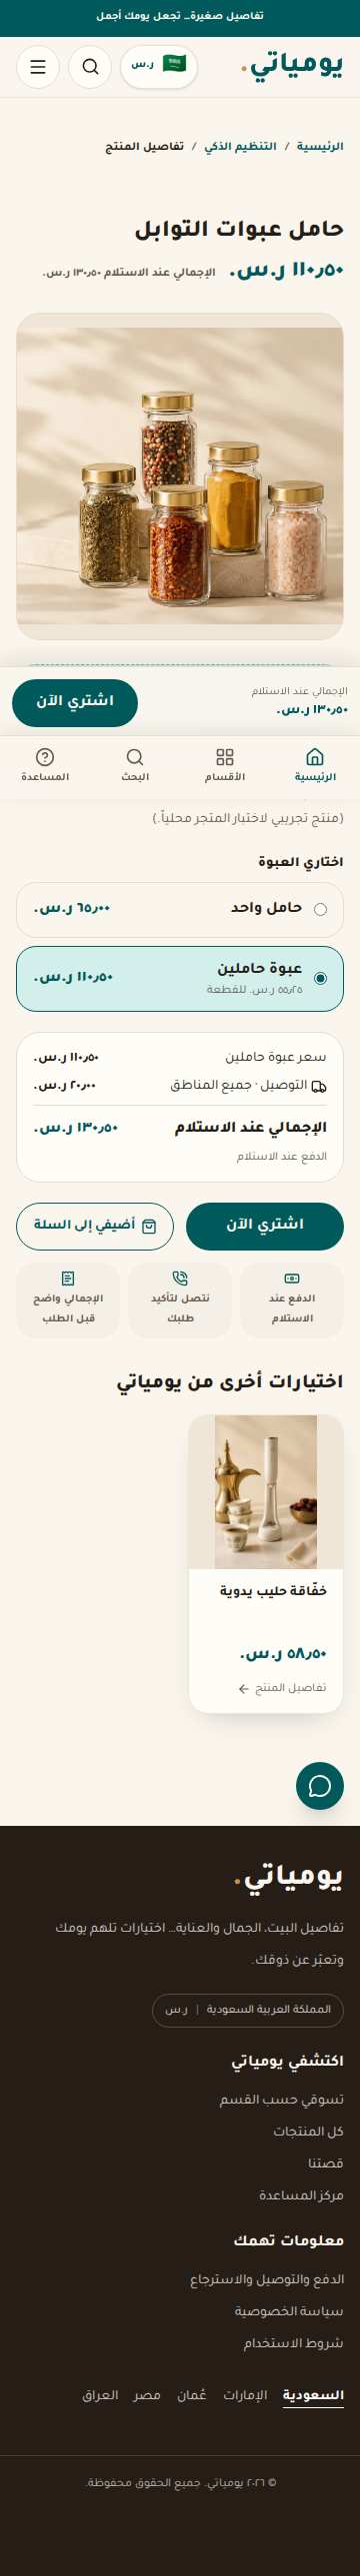 تفاصيل صغيرة… تجعل يومك أجمل
يومياتي.
ر.س
الرئيسية / التنظيم الذكي / تفاصيل المنتج
حامل عبوات التوابل
١١٠٫٥٠ ر.س. الإجمالي عند الاستلام ١٣٠٫٥٠ ر.س.
الإجمالي عند الاستلام
١٣٠٫٥٠ ر.س.
اشتري الآن
الرئيسية
الأقسام
البحث
المساعدة
(منتج تجريبي لاختبار المتجر محلياً.)
اختاري العبوة
حامل واحد ٦٥٫٠٠ ر.س.
عبوة حاملين ١١٠٫٥٠ ر.س.
٥٥٫٢٥ ر.س. للقطعة
سعر عبوة حاملين ١١٠٫٥٠ ر.س.
التوصيل · جميع المناطق ٢٠٫٠٠ ر.س.
الإجمالي عند الاستلام ١٣٠٫٥٠ ر.س.
الدفع عند الاستلام
اشتري الآن
أضيفي إلى السلة
الدفع عند
الاستلام
نتصل لتأكيد
طلبك
الإجمالي واضح
قبل الطلب
اختيارات أخرى من يومياتي
خفّاقة حليب يدوية
٥٨٫٥٠ ر.س.
تفاصيل المنتج
يومياتي.
تفاصيل البيت، الجمال والعناية… اختيارات تلهم يومك
وتعبّر عن ذوقك.
المملكة العربية السعودية | ر.س
اكتشفي يومياتي
تسوقي حسب القسم
كل المنتجات
قصتنا
مركز المساعدة
معلومات تهمك
الدفع والتوصيل والاسترجاع
سياسة الخصوصية
شروط الاستخدام
السعودية الإمارات عُمان مصر العراق
© ٢٠٢٦ يومياتي. جميع الحقوق محفوظة.